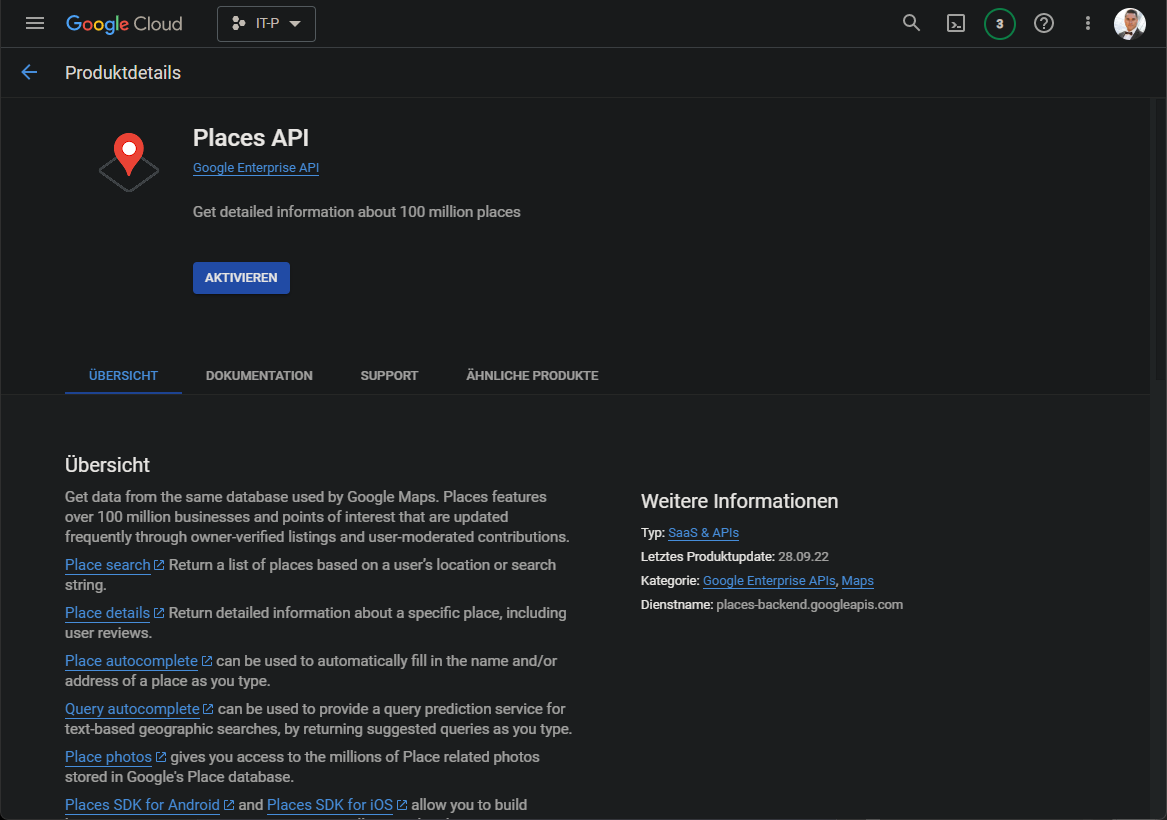 Google Cloud
IT-P
3
Produktdetails
Places API
Google Enterprise API
Get detailed information about 100 million places
AKTIVIEREN
ÜBERSICHT DOKUMENTATION SUPPORT ÄHNLICHE PRODUKTE
Übersicht
Get data from the same database used by Google Maps. Places features
over 100 million businesses and points of interest that are updated
frequently through owner-verified listings and user-moderated contributions.
Place search Return a list of places based on a user’s location or search
string.
Place details Return detailed information about a specific place, including
user reviews.
Place autocomplete can be used to automatically fill in the name and/or
address of a place as you type.
Query autocomplete can be used to provide a query prediction service for
text-based geographic searches, by returning suggested queries as you type.
Place photos gives you access to the millions of Place related photos
stored in Google's Place database.
Places SDK for Android and Places SDK for iOS allow you to build
Weitere Informationen
Typ: SaaS & APIs
Letztes Produktupdate: 28.09.22
Kategorie: Google Enterprise APIs, Maps
Dienstname: places-backend.googleapis.com